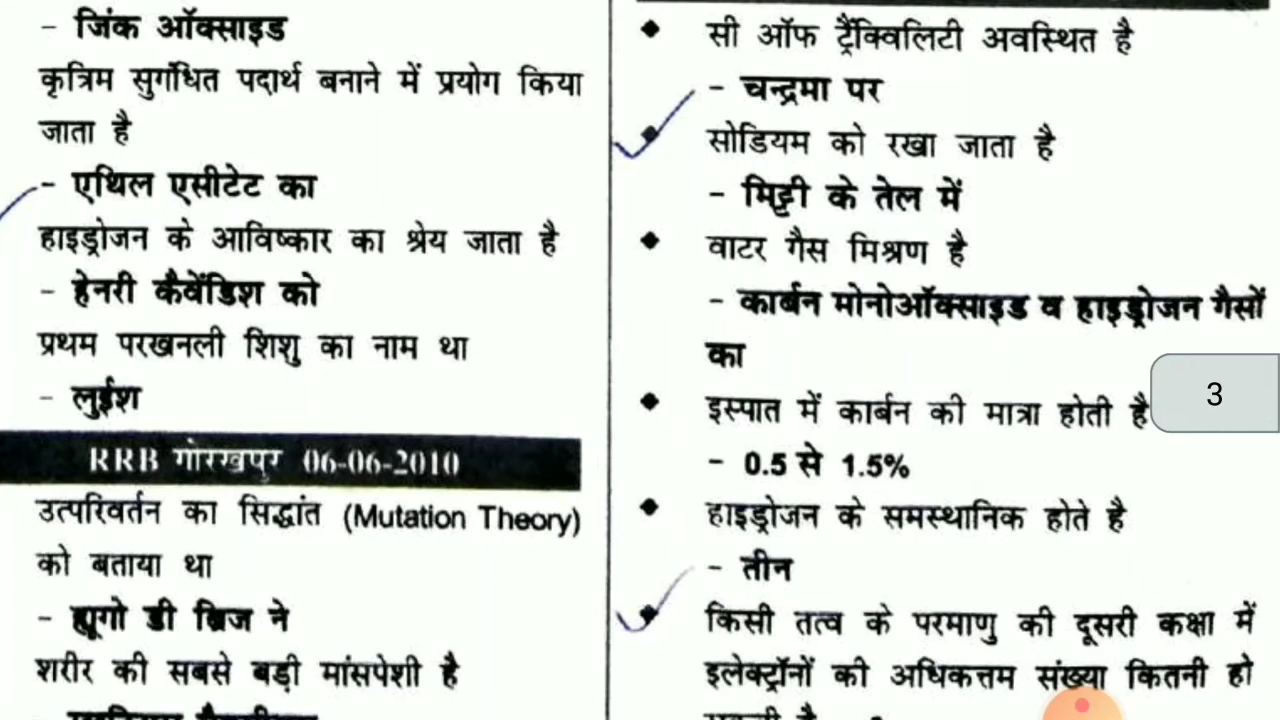 - जिंक ऑक्साइड
कृत्रिम सुगंधित पदार्थ बनाने में प्रयोग किया
जाता है
- एथिल एसीटेट का
हाइड्रोजन के आविष्कार का श्रेय जाता है
- हेनरी कैवेंडिश को
प्रथम परखनली शिशु का नाम था
- लुईश
RRB गोरखपुर 06-06-2010
उत्परिवर्तन का सिद्धांत (Mutation Theory)
को बताया था
- ह्यूगो डी ब्रिज ने
शरीर की सबसे बड़ी मांसपेशी है
सी ऑफ ट्रैंक्विलिटी अवस्थित है
- चन्द्रमा पर
सोडियम को रखा जाता है
- मिट्टी के तेल में
वाटर गैस मिश्रण है
- कार्बन मोनोऑक्साइड व हाइड्रोजन गैसों
का
इस्पात में कार्बन की मात्रा होती है
- 0.5 से 1.5%
हाइड्रोजन के समस्थानिक होते है
- तीन
किसी तत्व के परमाणु की दूसरी कक्षा में
इलेक्ट्रॉनों की अधिकत्तम संख्या कितनी हो
3